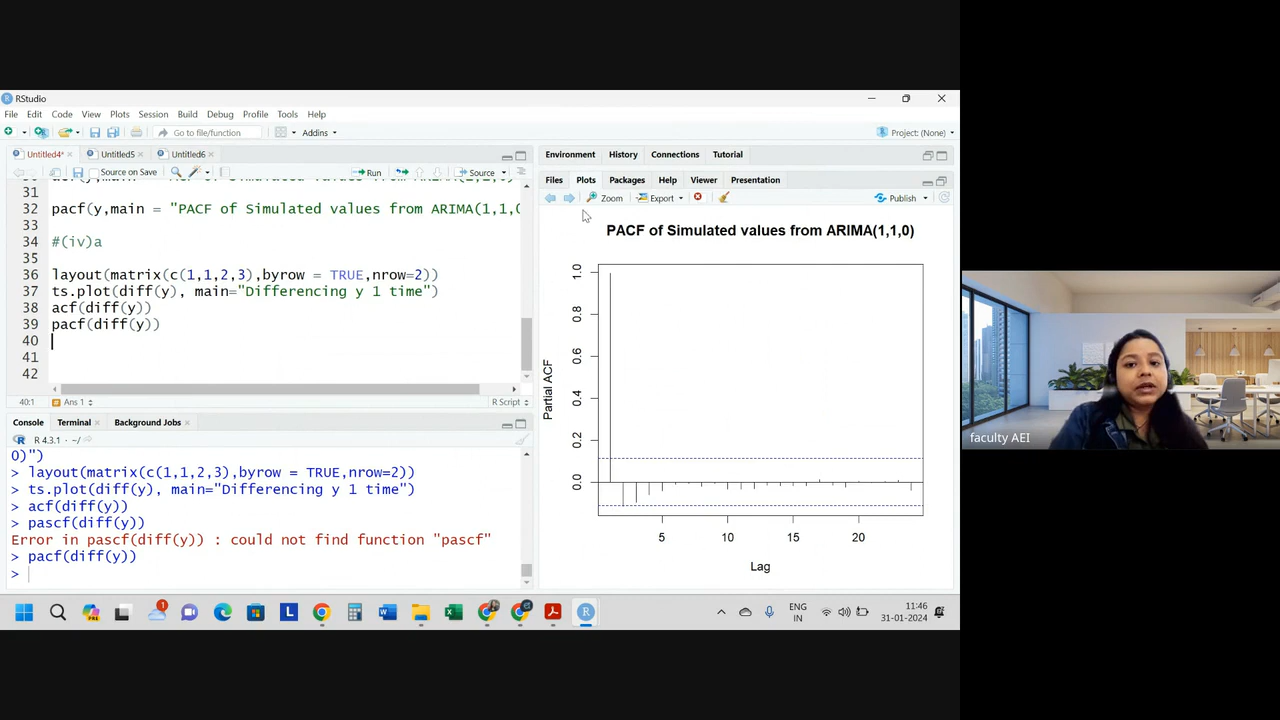 RStudio
File Edit Code View Plots Session Build Debug Profile Tools Help
Go to file/function Addins Project: (None)
Untitled4* Untitled5 Untitled6
Source on Save Run Source
31
32 pacf(y,main = "PACF of Simulated values from ARIMA(1,1,0
33
34 #(iv)a
35
36 layout(matrix(c(1,1,2,3),byrow = TRUE,nrow=2))
37 ts.plot(diff(y), main="Differencing y 1 time")
38 acf(diff(y))
39 pacf(diff(y))
40
41
42
40:1 Ans 1 R Script
Console Terminal Background Jobs
R 4.3.1 · ~/
0)")
> layout(matrix(c(1,1,2,3),byrow = TRUE,nrow=2))
> ts.plot(diff(y), main="Differencing y 1 time")
> acf(diff(y))
> pascf(diff(y))
Error in pascf(diff(y)) : could not find function "pascf"
> pacf(diff(y))
>
Environment History Connections Tutorial
Files Plots Packages Help Viewer Presentation
Zoom Export Publish
PACF of Simulated values from ARIMA(1,1,0)
Partial ACF
1.0
0.8
0.6
0.4
0.2
0.0
5 10 15 20
Lag
faculty AEI
1
ENG
IN
11:46
31-01-2024